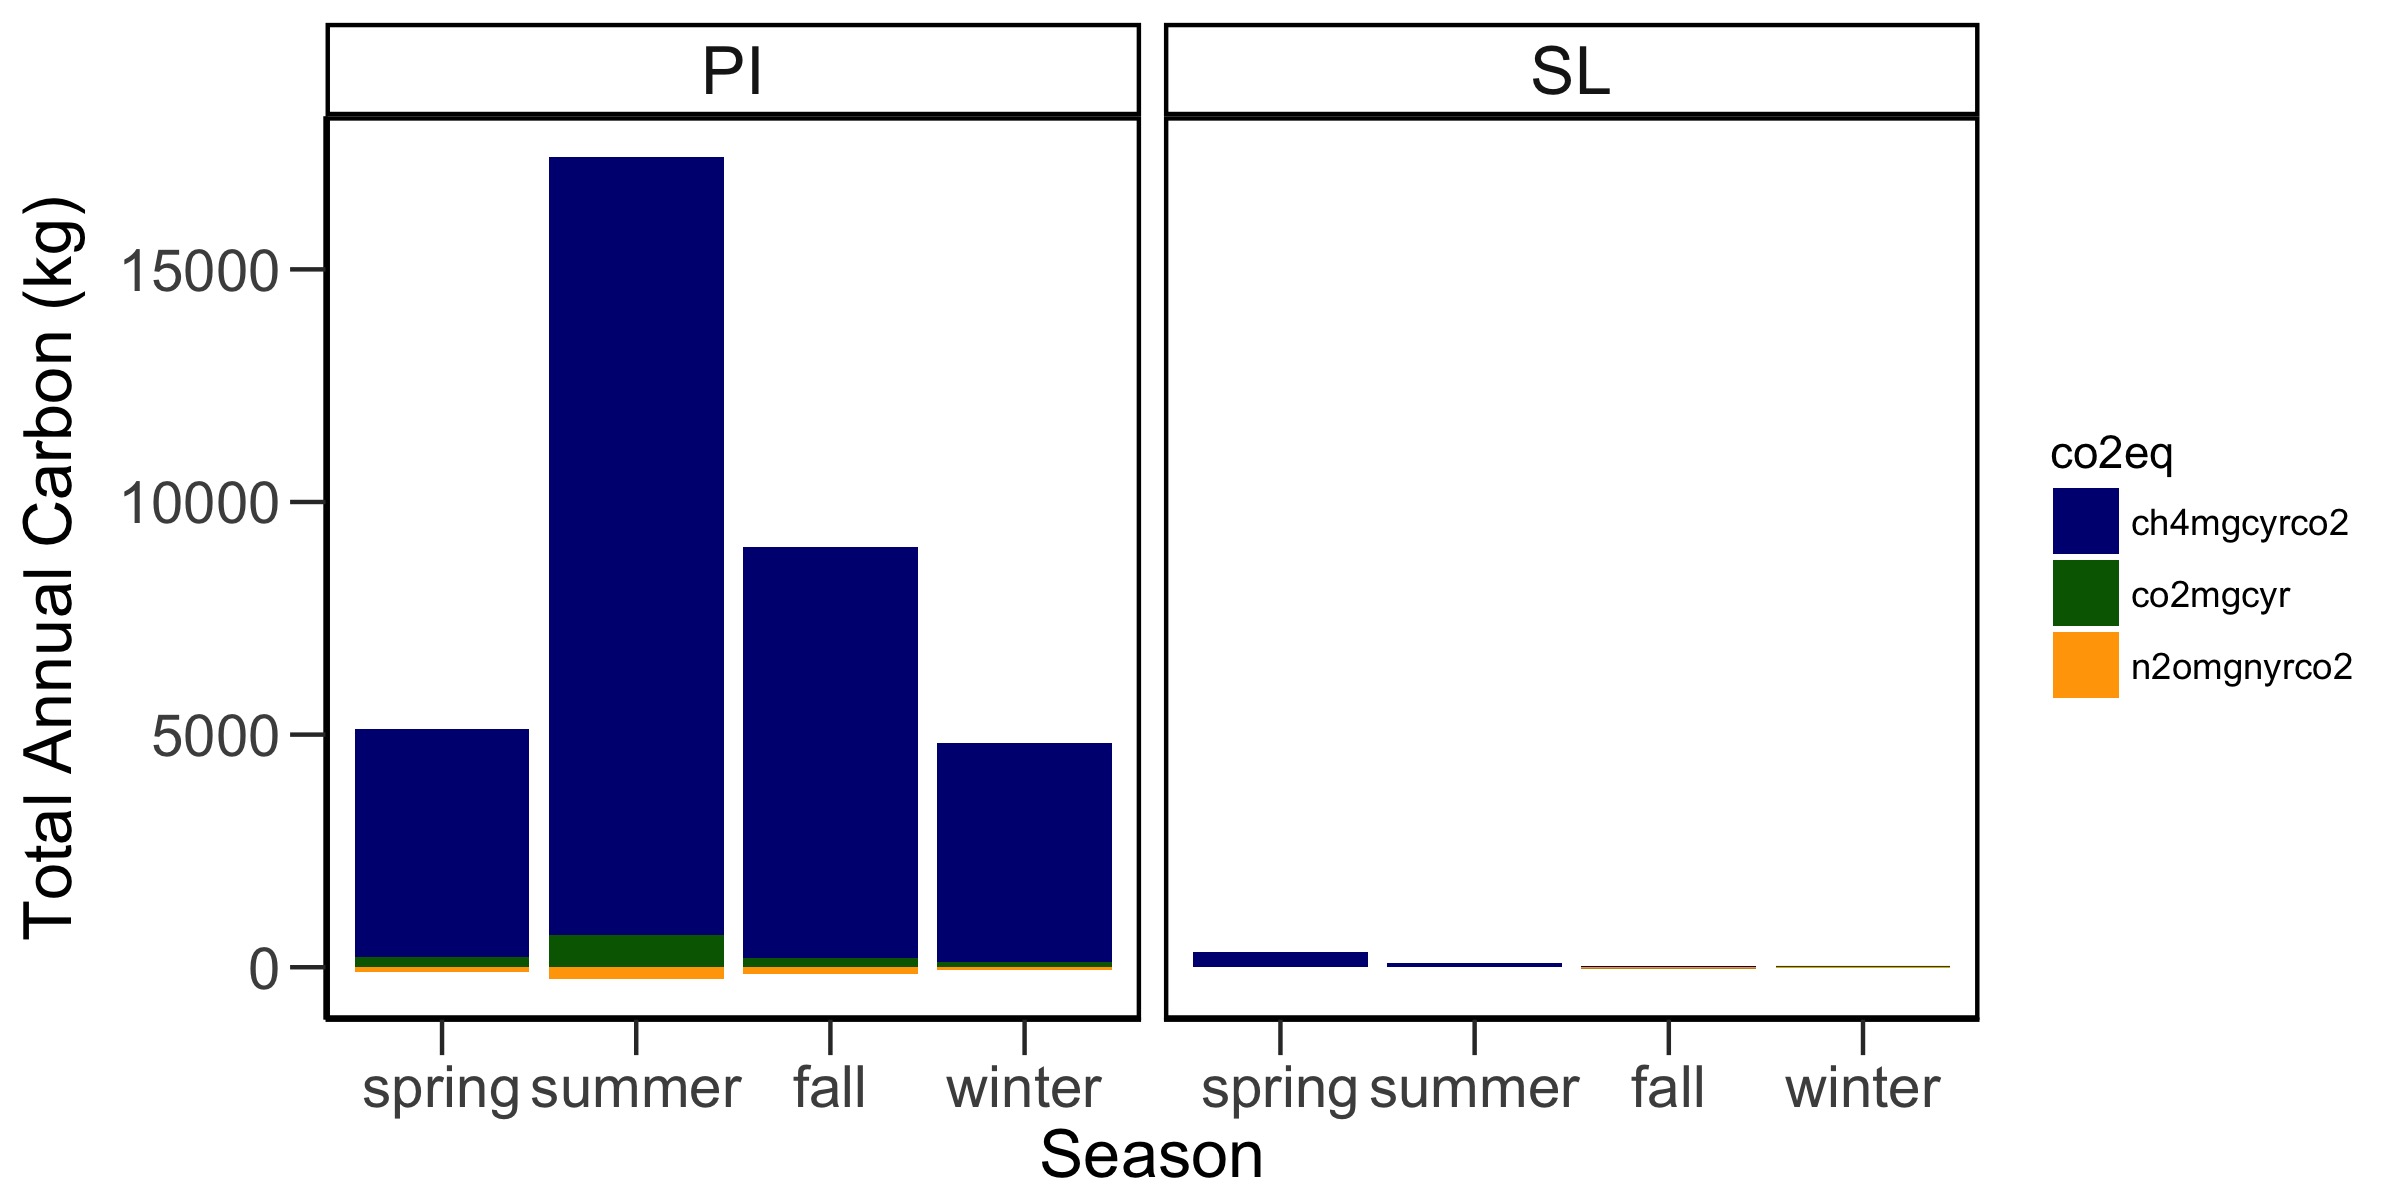 PI
SL
Total Annual Carbon (kg)
15000
10000
5000
0
spring summer fall winter
spring summer fall winter
Season
co2eq
ch4mgcyrco2
co2mgcyr
n2omgnyrco2